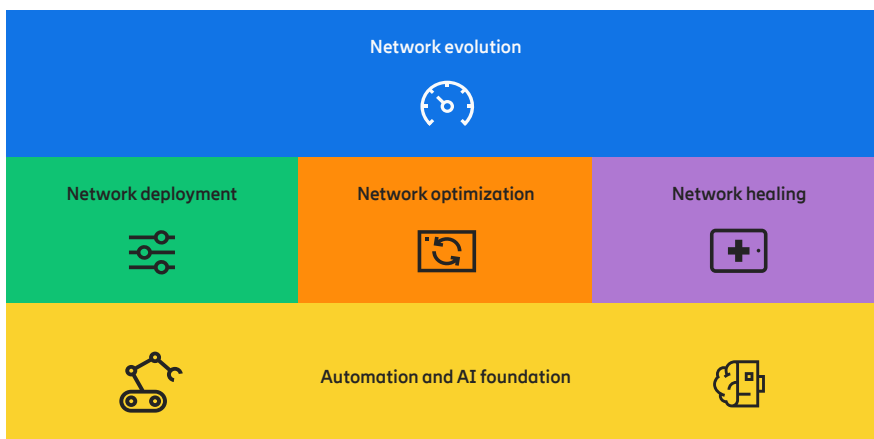 Network evolution
Network deployment
Network optimization
Network healing
Automation and AI foundation